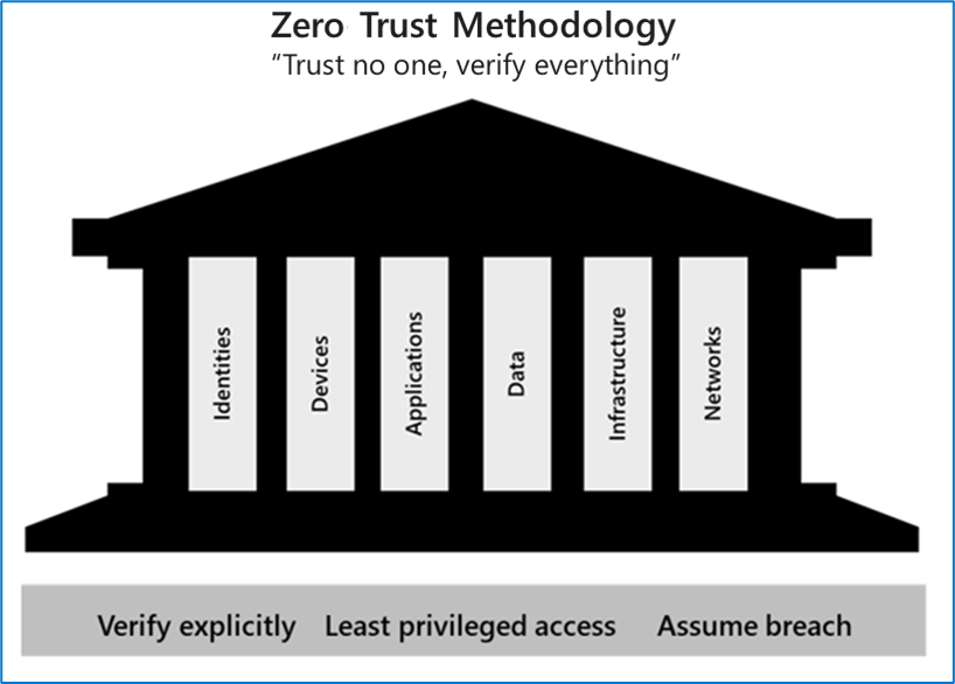 Zero Trust Methodology
“Trust no one, verify everything”
Identities
Devices
Applications
Data
Infrastructure
Networks
Verify explicitly Least privileged access Assume breach